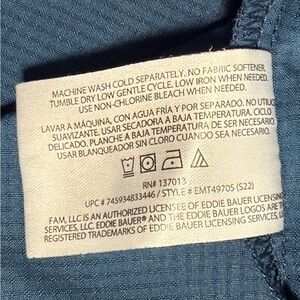 MACHINE WASH COLD SEPARATELY. NO FABRIC SOFTENER.
TUMBLE DRY LOW GENTLE CYCLE. LOW IRON WHEN NEEDED.
USE NON-CHLORINE BLEACH WHEN NEEDED.
LAVAR A MÁQUINA, CON AGUA FRÍA Y POR SEPARADO. NO UTILIC
SUAVIZANTE. USAR SECADORA A BAJA TEMPERATURA, CICLO
DELICADO. PLANCHE A BAJA TEMPERATURA DE SER NECESARIO.
USAR BLANQUEADOR SIN CLORO CUANDO SEA NECESARIO.
RN# 137013
UPC # 745934833446 / STYLE # EMT4970S (S22)
FAM, LLC IS AN AUTHORIZED LICENSEE OF EDDIE BAUER LICENSING
SERVICES, LLC. EDDIE BAUER® AND THE EDDIE BAUER LOGOS ARE
REGISTERED TRADEMARKS OF EDDIE BAUER LICENSING SERVICES,